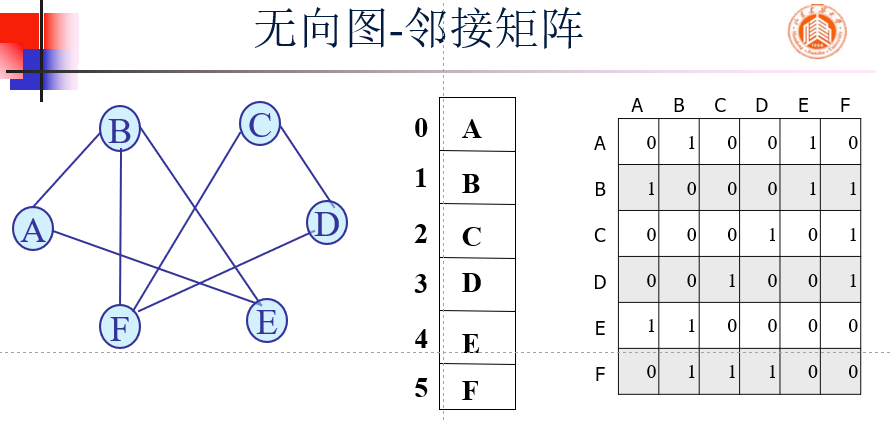 无向图-邻接矩阵
B
C
A
D
F
E
0 A
1 B
2 C
3 D
4 E
5 F
A B C D E F
A 0 1 0 0 1 0
B 1 0 0 0 1 1
C 0 0 0 1 0 1
D 0 0 1 0 0 1
E 1 1 0 0 0 0
F 0 1 1 1 0 0